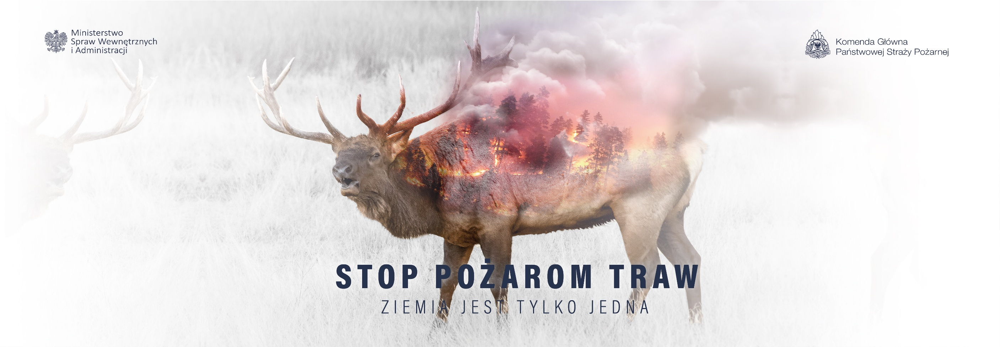 Ministerstwo
Spraw Wewnętrznych
i Administracji
Komenda Główna
Państwowej Straży Pożarnej
STOP POŻAROM TRAW
ZIEMIA JEST TYLKO JEDNA